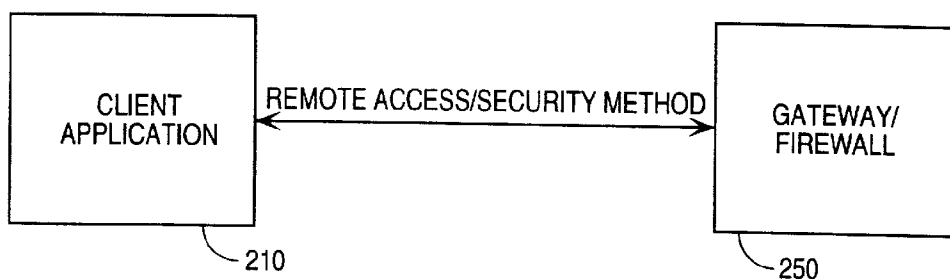 CLIENT
APPLICATION
REMOTE ACCESS/SECURITY METHOD
GATEWAY/
FIREWALL
210
250